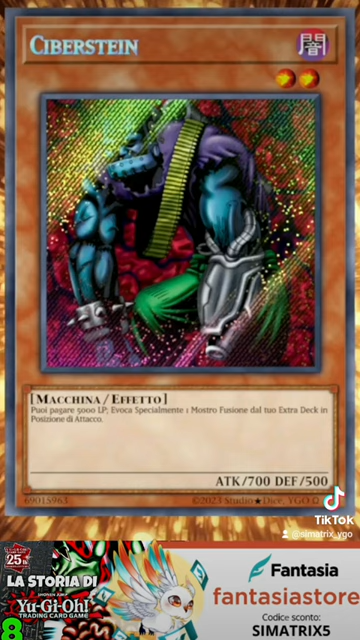 Ciberstein
闇
[Macchina / Effetto]
Puoi pagare 5000 LP; Evoca Specialmente 1 Mostro Fusione dal tuo Extra Deck in
Posizione di Attacco.
ATK/700 DEF/500
69015963
©2023 Studio★Dice, YGO
TikTok
@simatrix_ygo
25th
LA STORIA DI
Yu-Gi-Oh!
TRADING CARD GAME
8
Fantasia
fantasiastore
Codice sconto:
SIMATRIX5